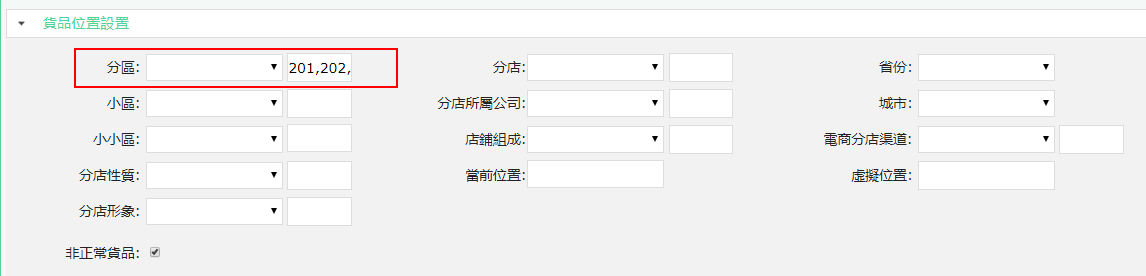 貨品位置設置
分區: 201,202, 分店: 省份:
小區: 分店所屬公司: 城市:
小小區: 店鋪組成: 電商分店渠道:
分店性質: 當前位置: 虛擬位置:
分店形象:
非正常貨品: